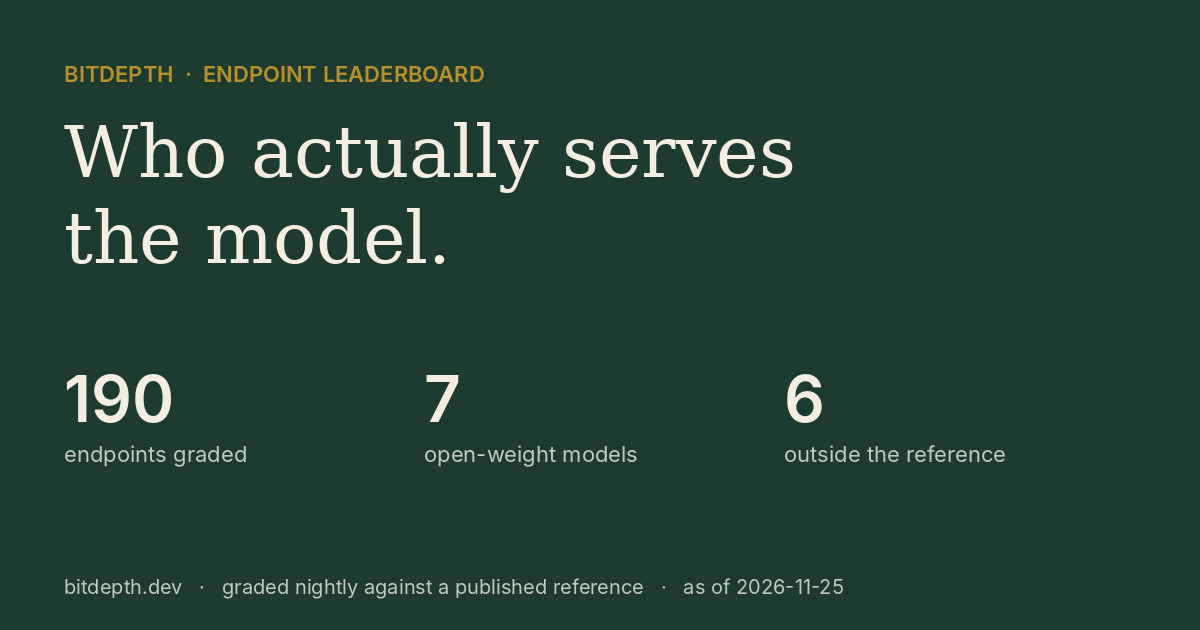 BITDEPTH · ENDPOINT LEADERBOARD
Who actually serves
the model.
190
endpoints graded
7
open-weight models
6
outside the reference
bitdepth.dev · graded nightly against a published reference · as of 2026-11-25